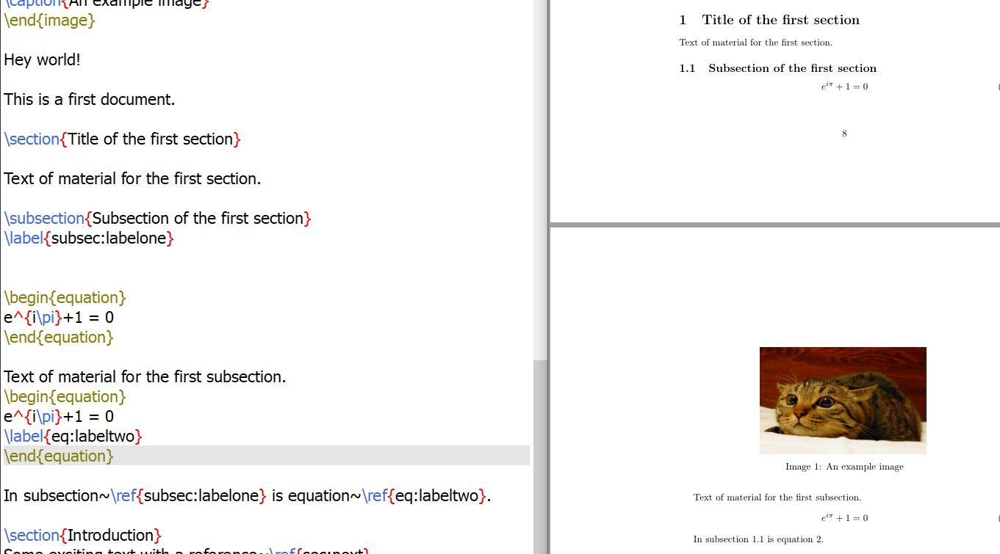 \caption{An example image}
\end{image}
Hey world!
This is a first document.
\section{Title of the first section}
Text of material for the first section.
\subsection{Subsection of the first section}
\label{subsec:labelone}
\begin{equation}
e^{i\pi}+1 = 0
\end{equation}
Text of material for the first subsection.
\begin{equation}
e^{i\pi}+1 = 0
\label{eq:labeltwo}
\end{equation}
In subsection~\ref{subsec:labelone} is equation~\ref{eq:labeltwo}.
\section{Introduction}
Some exciting text with a reference~\ref{sec:next}
1 Title of the first section
Text of material for the first section.
1.1 Subsection of the first section
e^{iπ} + 1 = 0 (
8
Image 1: An example image
Text of material for the first subsection.
e^{iπ} + 1 = 0 (
In subsection 1.1 is equation 2.